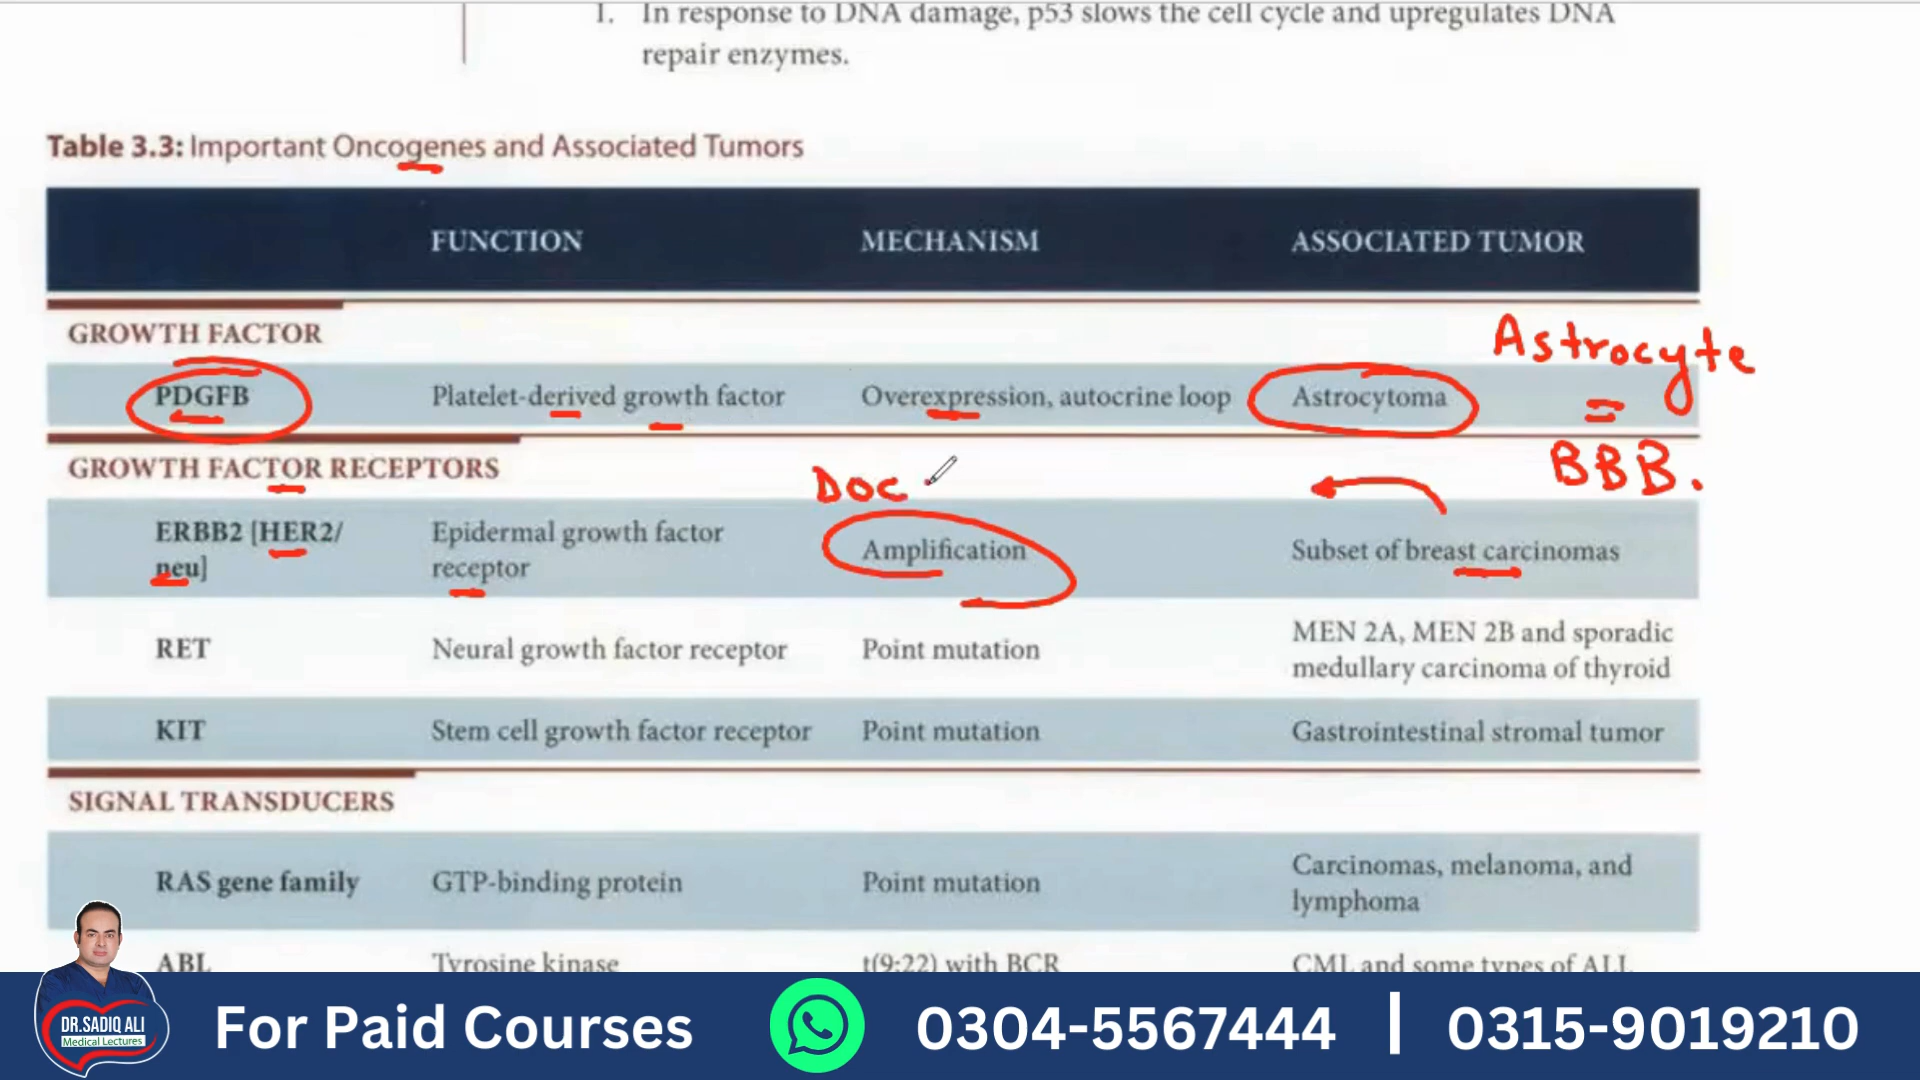 1. In response to DNA damage, p53 slows the cell cycle and upregulates DNA
repair enzymes.
Table 3.3: Important Oncogenes and Associated Tumors
FUNCTION MECHANISM ASSOCIATED TUMOR
GROWTH FACTOR
Astrocyte
PDGFB Platelet-derived growth factor Overexpression, autocrine loop Astrocytoma =
GROWTH FACTOR RECEPTORS
BBB.
Doc
ERBB2 [HER2/
neu] Epidermal growth factor
receptor Amplification Subset of breast carcinomas
RET Neural growth factor receptor Point mutation MEN 2A, MEN 2B and sporadic
medullary carcinoma of thyroid
KIT Stem cell growth factor receptor Point mutation Gastrointestinal stromal tumor
SIGNAL TRANSDUCERS
RAS gene family GTP-binding protein Point mutation Carcinomas, melanoma, and
lymphoma
ABL Tyrosine kinase t(9;22) with BCR CML and some types of ALL
DR.SADIQ ALI
Medical Lectures
For Paid Courses 0304-5567444 | 0315-9019210